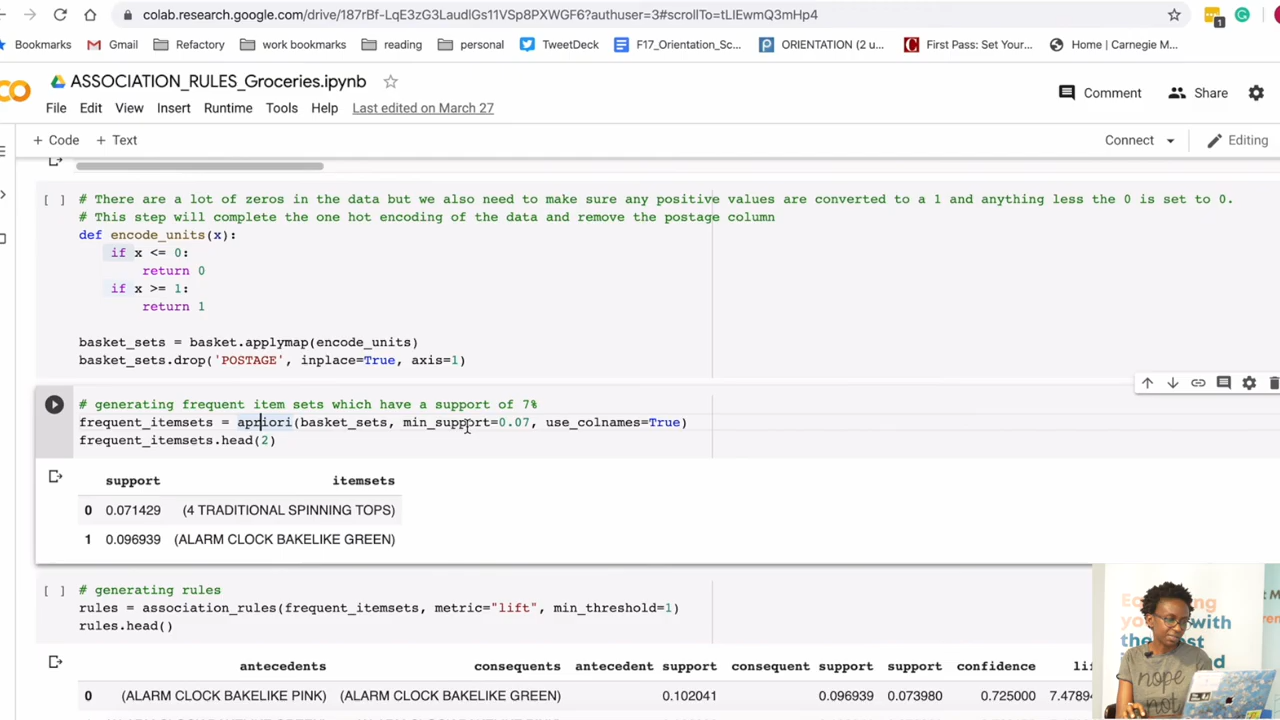 colab.research.google.com/drive/187rBf-LqE3zG3LaudlGs11VSp8PXWGF6?authuser=3#scrollTo=tLIEwmQ3mHp4
Bookmarks Gmail Refactory work bookmarks reading personal TweetDeck F17_Orientation_Sc... ORIENTATION (2 u... First Pass: Set Your... Home | Carnegie M...
ASSOCIATION_RULES_Groceries.ipynb
File Edit View Insert Runtime Tools Help Last edited on March 27
Comment Share
+ Code + Text Connect Editing
[ ] # There are a lot of zeros in the data but we also need to make sure any positive values are converted to a 1 and anything less the 0 is set to 0.
# This step will complete the one hot encoding of the data and remove the postage column
def encode_units(x):
if x <= 0:
return 0
if x >= 1:
return 1
basket_sets = basket.applymap(encode_units)
basket_sets.drop('POSTAGE', inplace=True, axis=1)
# generating frequent item sets which have a support of 7%
frequent_itemsets = apriori(basket_sets, min_support=0.07, use_colnames=True)
frequent_itemsets.head(2)
support itemsets
0 0.071429 (4 TRADITIONAL SPINNING TOPS)
1 0.096939 (ALARM CLOCK BAKELIKE GREEN)
[ ] # generating rules
rules = association_rules(frequent_itemsets, metric="lift", min_threshold=1)
rules.head()
antecedents consequents antecedent support consequent support support confidence
0 (ALARM CLOCK BAKELIKE PINK) (ALARM CLOCK BAKELIKE GREEN) 0.102041 0.096939 0.073980 0.725000 7.4789
nope
not